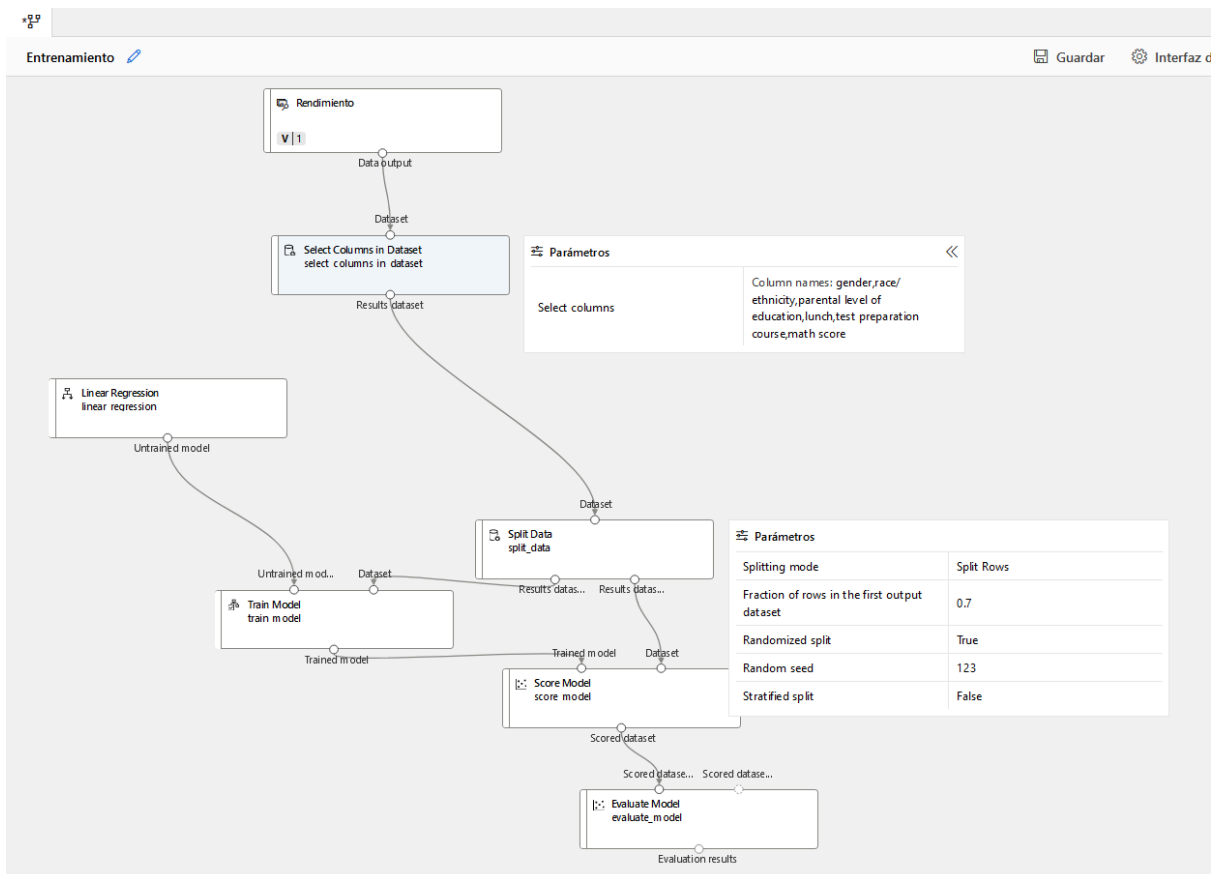 Entrenamiento
Guardar
Interfaz d
Rendimiento
V 1
Data output
Dataset
Select Columns in Dataset
select columns in dataset
Results dataset
Parámetros
Select columns
Column names: gender,race/
ethnicity,parental level of
education,lunch,test preparation
course,math score
Linear Regression
linear regression
Untrained model
Dataset
Split Data
split_data
Results datas... Results datas...
Parámetros
Splitting mode Split Rows
Fraction of rows in the first output
dataset
0.7
Randomized split True
Random seed 123
Stratified split False
Untrained mod... Dataset
Train Model
train model
Trained model
Trained model Dataset
Score Model
score model
Scored dataset
Scored datase... Scored datase...
Evaluate Model
evaluate_model
Evaluation results